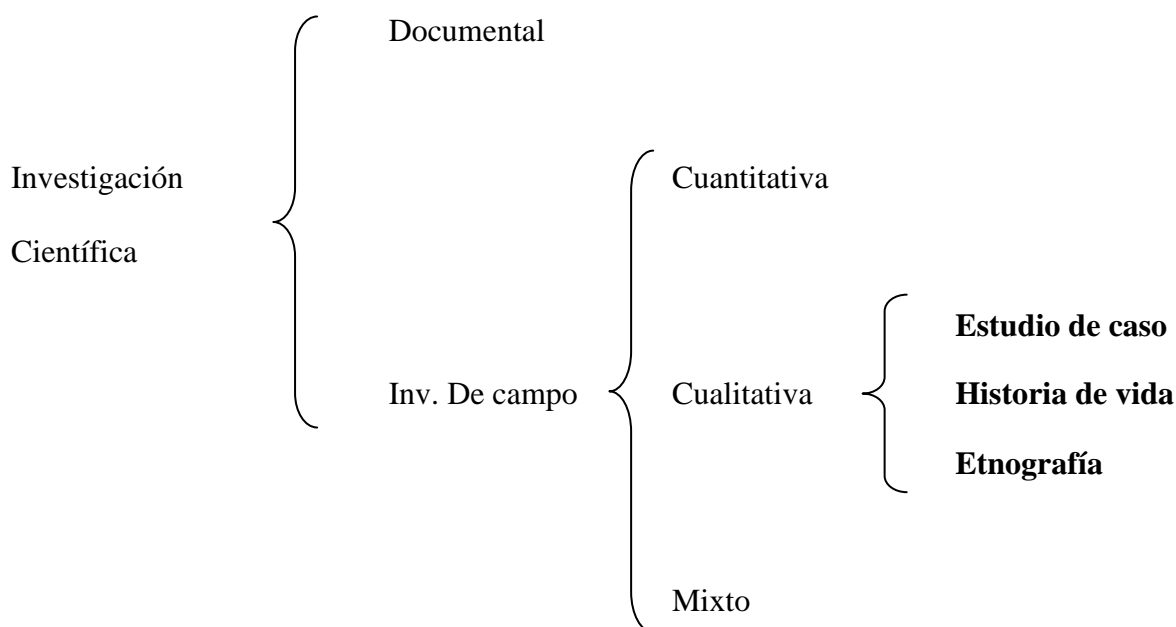 Documental
Investigación
Científica
Cuantitativa
Estudio de caso
Inv. De campo
Cualitativa
Historia de vida
Etnografía
Mixto